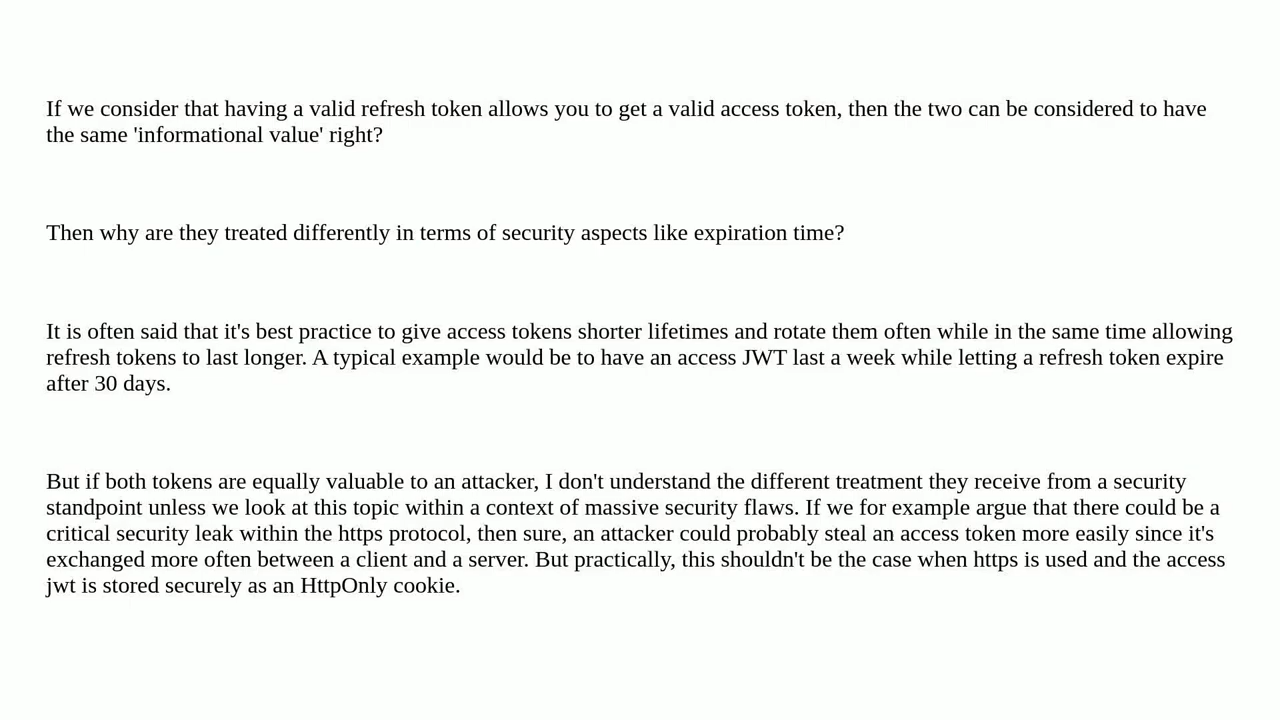 If we consider that having a valid refresh token allows you to get a valid access token, then the two can be considered to have
the same 'informational value' right?
Then why are they treated differently in terms of security aspects like expiration time?
It is often said that it's best practice to give access tokens shorter lifetimes and rotate them often while in the same time allowing
refresh tokens to last longer. A typical example would be to have an access JWT last a week while letting a refresh token expire
after 30 days.
But if both tokens are equally valuable to an attacker, I don't understand the different treatment they receive from a security
standpoint unless we look at this topic within a context of massive security flaws. If we for example argue that there could be a
critical security leak within the https protocol, then sure, an attacker could probably steal an access token more easily since it's
exchanged more often between a client and a server. But practically, this shouldn't be the case when https is used and the access
jwt is stored securely as an HttpOnly cookie.